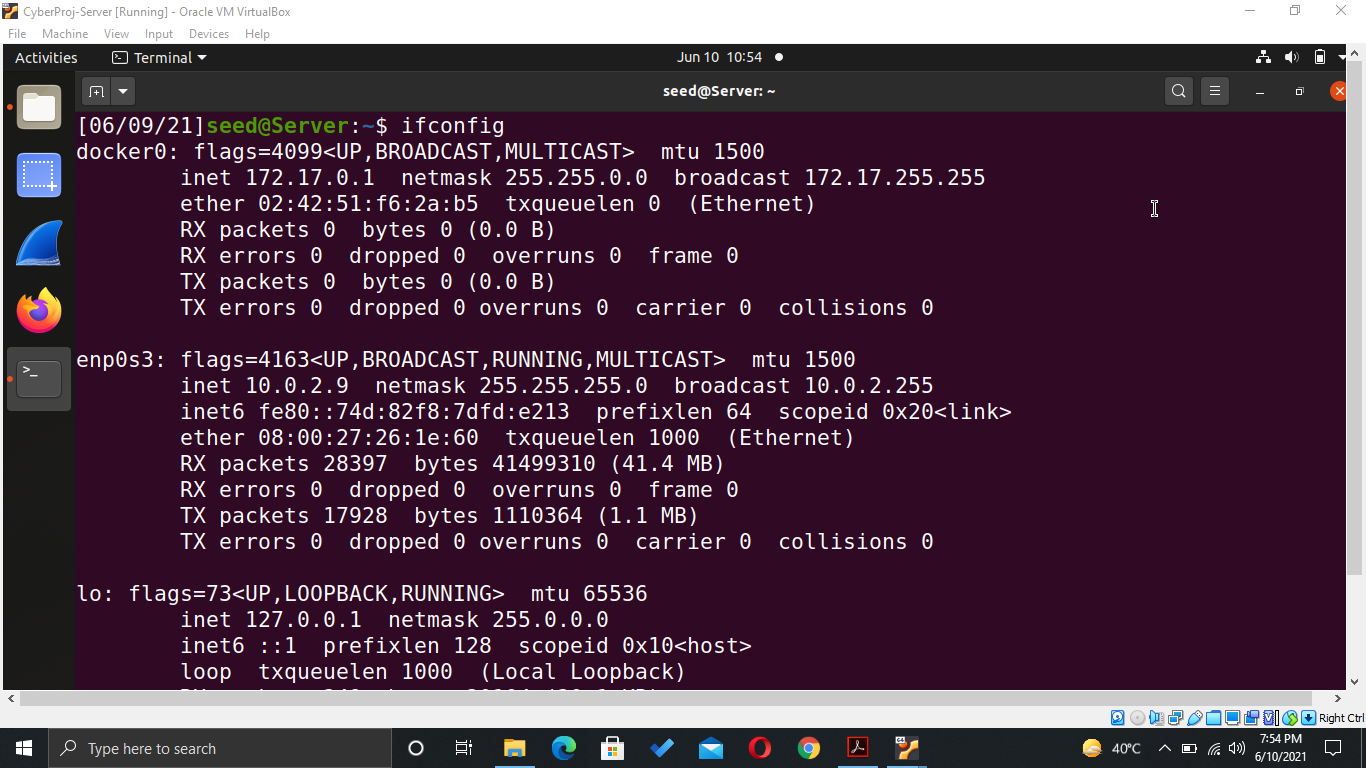 CyberProj-Server [Running] - Oracle VM VirtualBox
File Machine View Input Devices Help
Activities Terminal Jun 10 10:54
seed@Server: ~
[06/09/21]seed@Server:~$ ifconfig
docker0: flags=4099<UP,BROADCAST,MULTICAST>  mtu 1500
        inet 172.17.0.1  netmask 255.255.0.0  broadcast 172.17.255.255
        ether 02:42:51:f6:2a:b5  txqueuelen 0  (Ethernet)
        RX packets 0  bytes 0 (0.0 B)
        RX errors 0  dropped 0  overruns 0  frame 0
        TX packets 0  bytes 0 (0.0 B)
        TX errors 0  dropped 0 overruns 0  carrier 0  collisions 0
enp0s3: flags=4163<UP,BROADCAST,RUNNING,MULTICAST>  mtu 1500
        inet 10.0.2.9  netmask 255.255.255.0  broadcast 10.0.2.255
        inet6 fe80::74d:82f8:7dfd:e213  prefixlen 64  scopeid 0x20<link>
        ether 08:00:27:26:1e:60  txqueuelen 1000  (Ethernet)
        RX packets 28397  bytes 41499310 (41.4 MB)
        RX errors 0  dropped 0  overruns 0  frame 0
        TX packets 17928  bytes 1110364 (1.1 MB)
        TX errors 0  dropped 0 overruns 0  carrier 0  collisions 0
lo: flags=73<UP,LOOPBACK,RUNNING>  mtu 65536
        inet 127.0.0.1  netmask 255.0.0.0
        inet6 ::1  prefixlen 128  scopeid 0x10<host>
        loop  txqueuelen 1000  (Local Loopback)
Right Ctrl
Type here to search
40°C
7:54 PM
6/10/2021